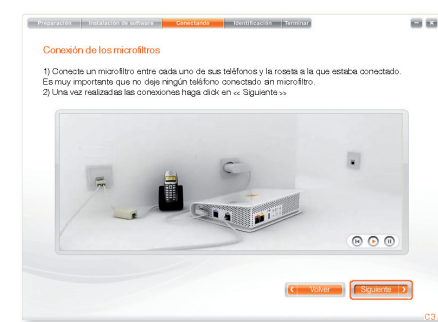 Preparación Instalación de software Conectando Identificación Terminar
Conexión de los microfiltros
1) Conecte un microfiltro entre cada uno de sus teléfonos y la roseta a la que estaba conectado.
Es muy importante que no deje ningún teléfono conectado sin microfiltro.
2) Una vez realizadas las conexiones haga click en << Siguiente >>
Volver Siguiente
C3